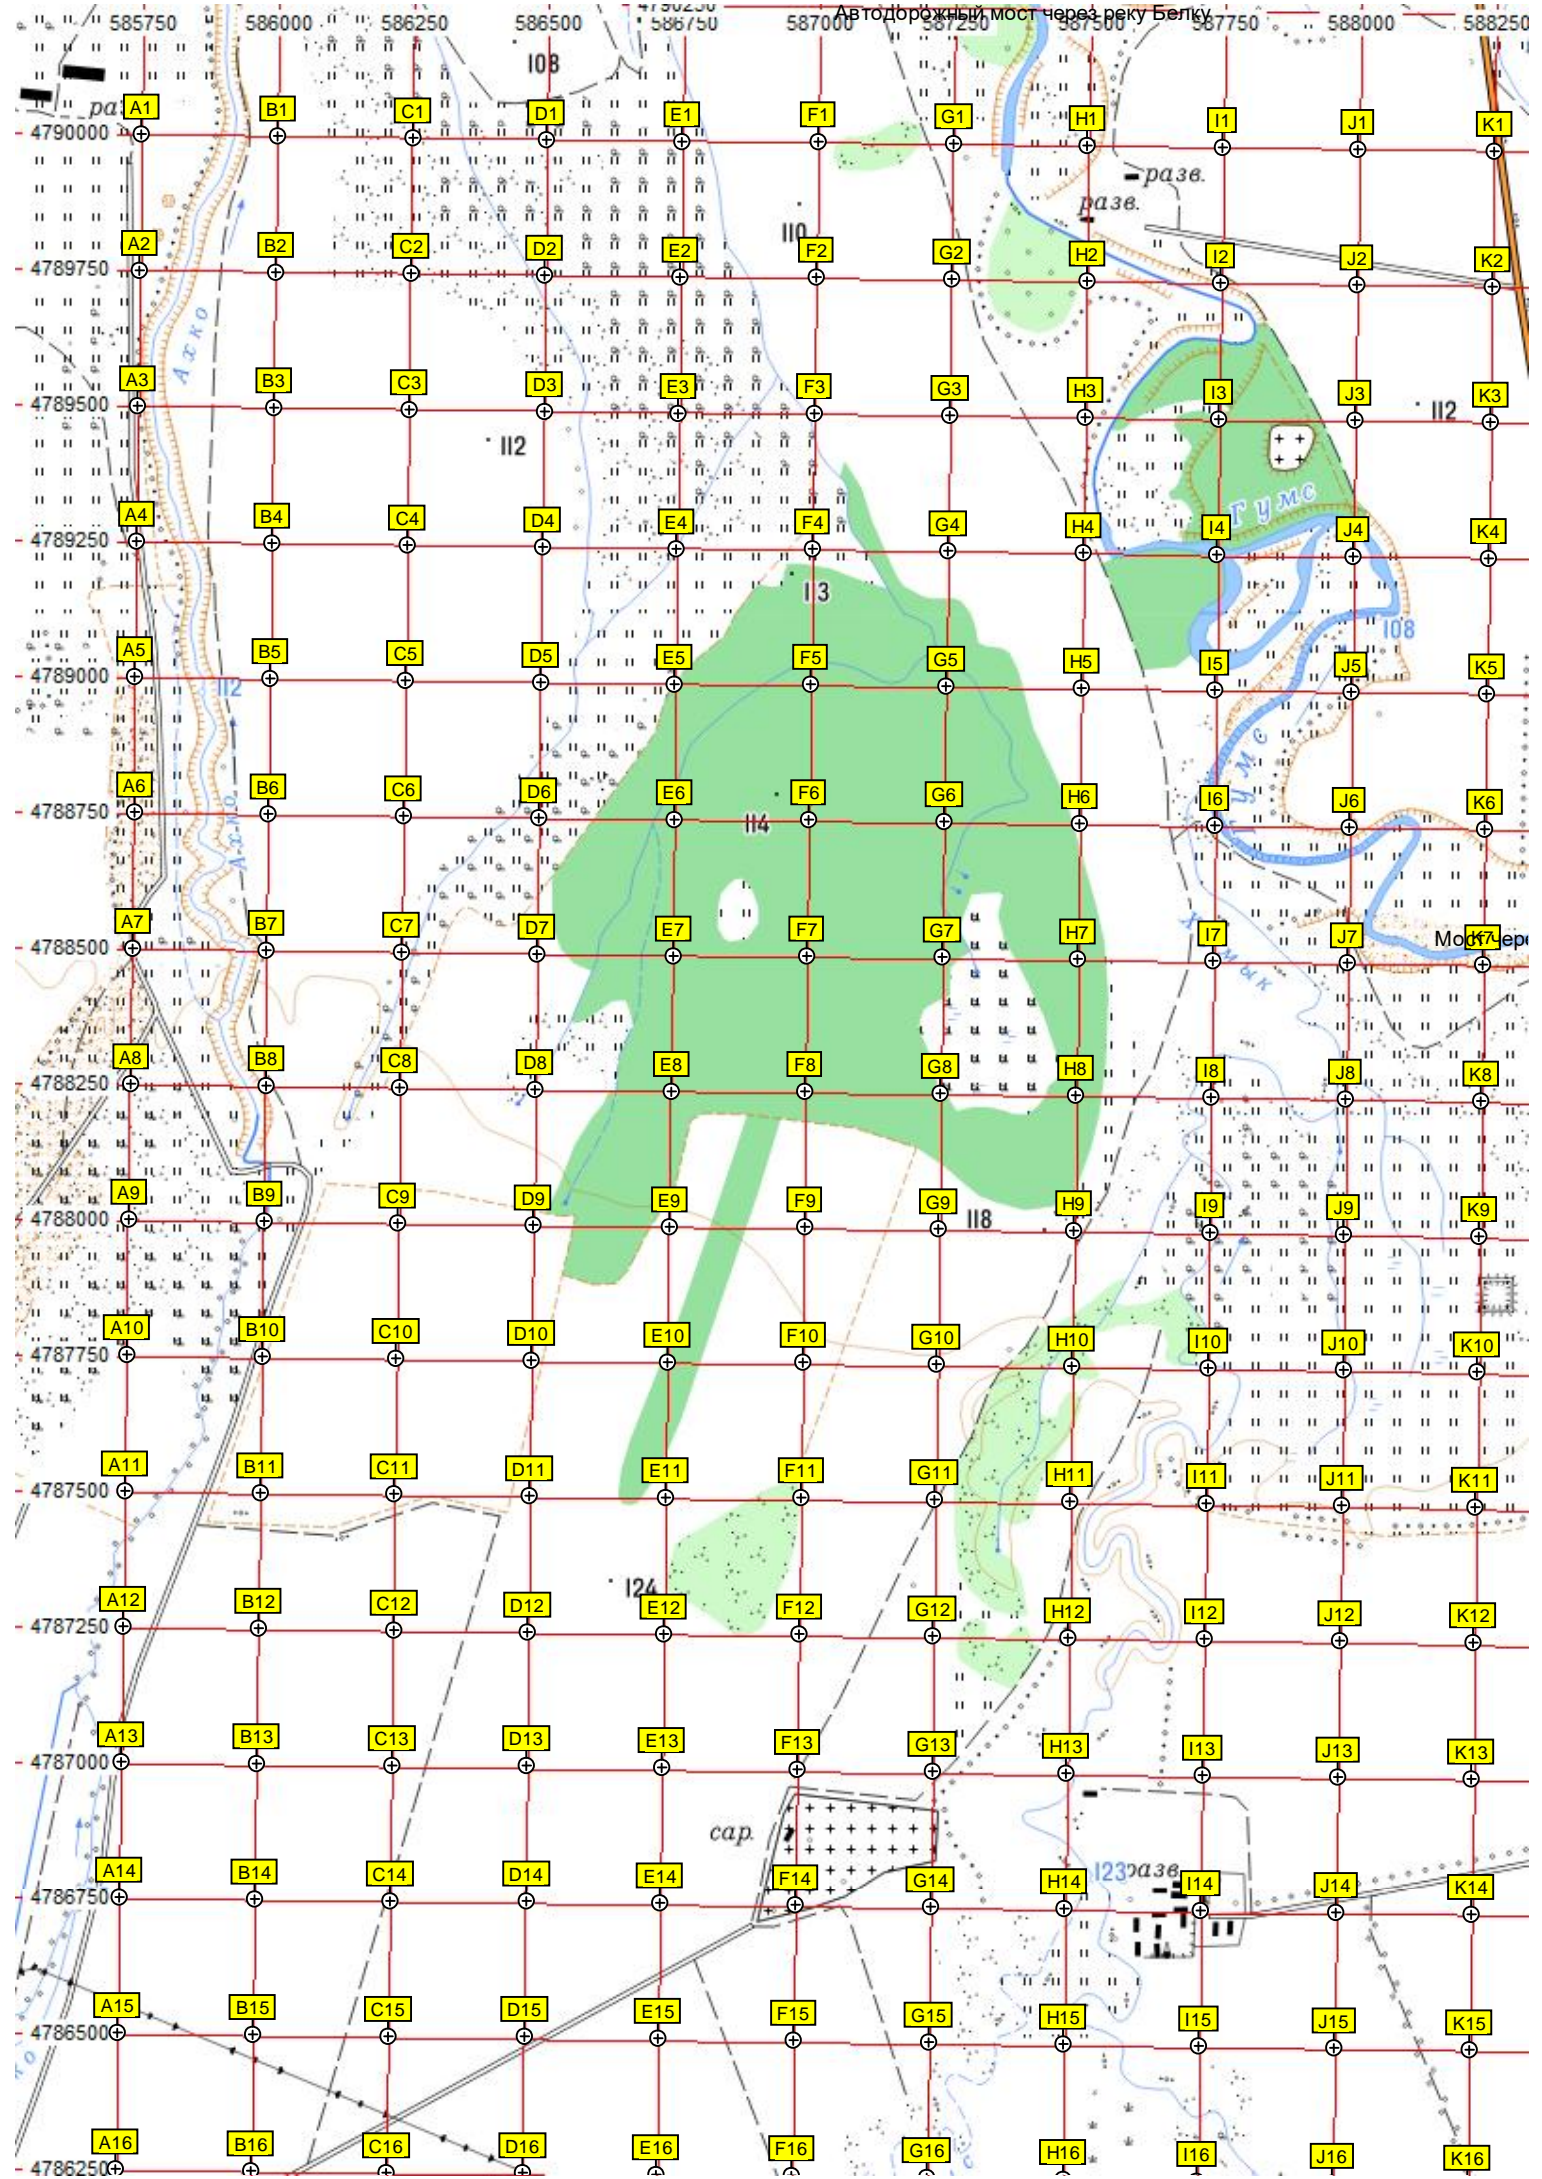 585750 586000 586250 586500 586750 587000 587250 587500 587750 588000 588250
Автодорожный мост через реку Белку
108
A1 B1 C1 D1 E1 F1 G1 H1 I1 J1 K1
4790000
разв.
разв.
110
A2 B2 C2 D2 E2 F2 G2 H2 I2 J2 K2
4789750
Ахко
A3 B3 C3 D3 E3 F3 G3 H3 I3 J3 K3
4789500
112
112
Гумс
A4 B4 C4 D4 E4 F4 G4 H4 I4 J4 K4
4789250
113
108
A5 B5 C5 D5 E5 F5 G5 H5 I5 J5 K5
4789000
112
Гумс
A6 B6 C6 D6 E6 F6 G6 H6 I6 J6 K6
4788750
114
Ахко
A7 B7 C7 D7 E7 F7 G7 H7 I7 J7 K7
4788500
A8 B8 C8 D8 E8 F8 G8 H8 I8 J8 K8
4788250
A9 B9 C9 D9 E9 F9 G9 H9 I9 J9 K9
4788000
118
A10 B10 C10 D10 E10 F10 G10 H10 I10 J10 K10
4787750
A11 B11 C11 D11 E11 F11 G11 H11 I11 J11 K11
4787500
124
A12 B12 C12 D12 E12 F12 G12 H12 I12 J12 K12
4787250
A13 B13 C13 D13 E13 F13 G13 H13 I13 J13 K13
4787000
сар.
123
разв
A14 B14 C14 D14 E14 F14 G14 H14 I14 J14 K14
4786750
A15 B15 C15 D15 E15 F15 G15 H15 I15 J15 K15
4786500
A16 B16 C16 D16 E16 F16 G16 H16 I16 J16 K16
4786250